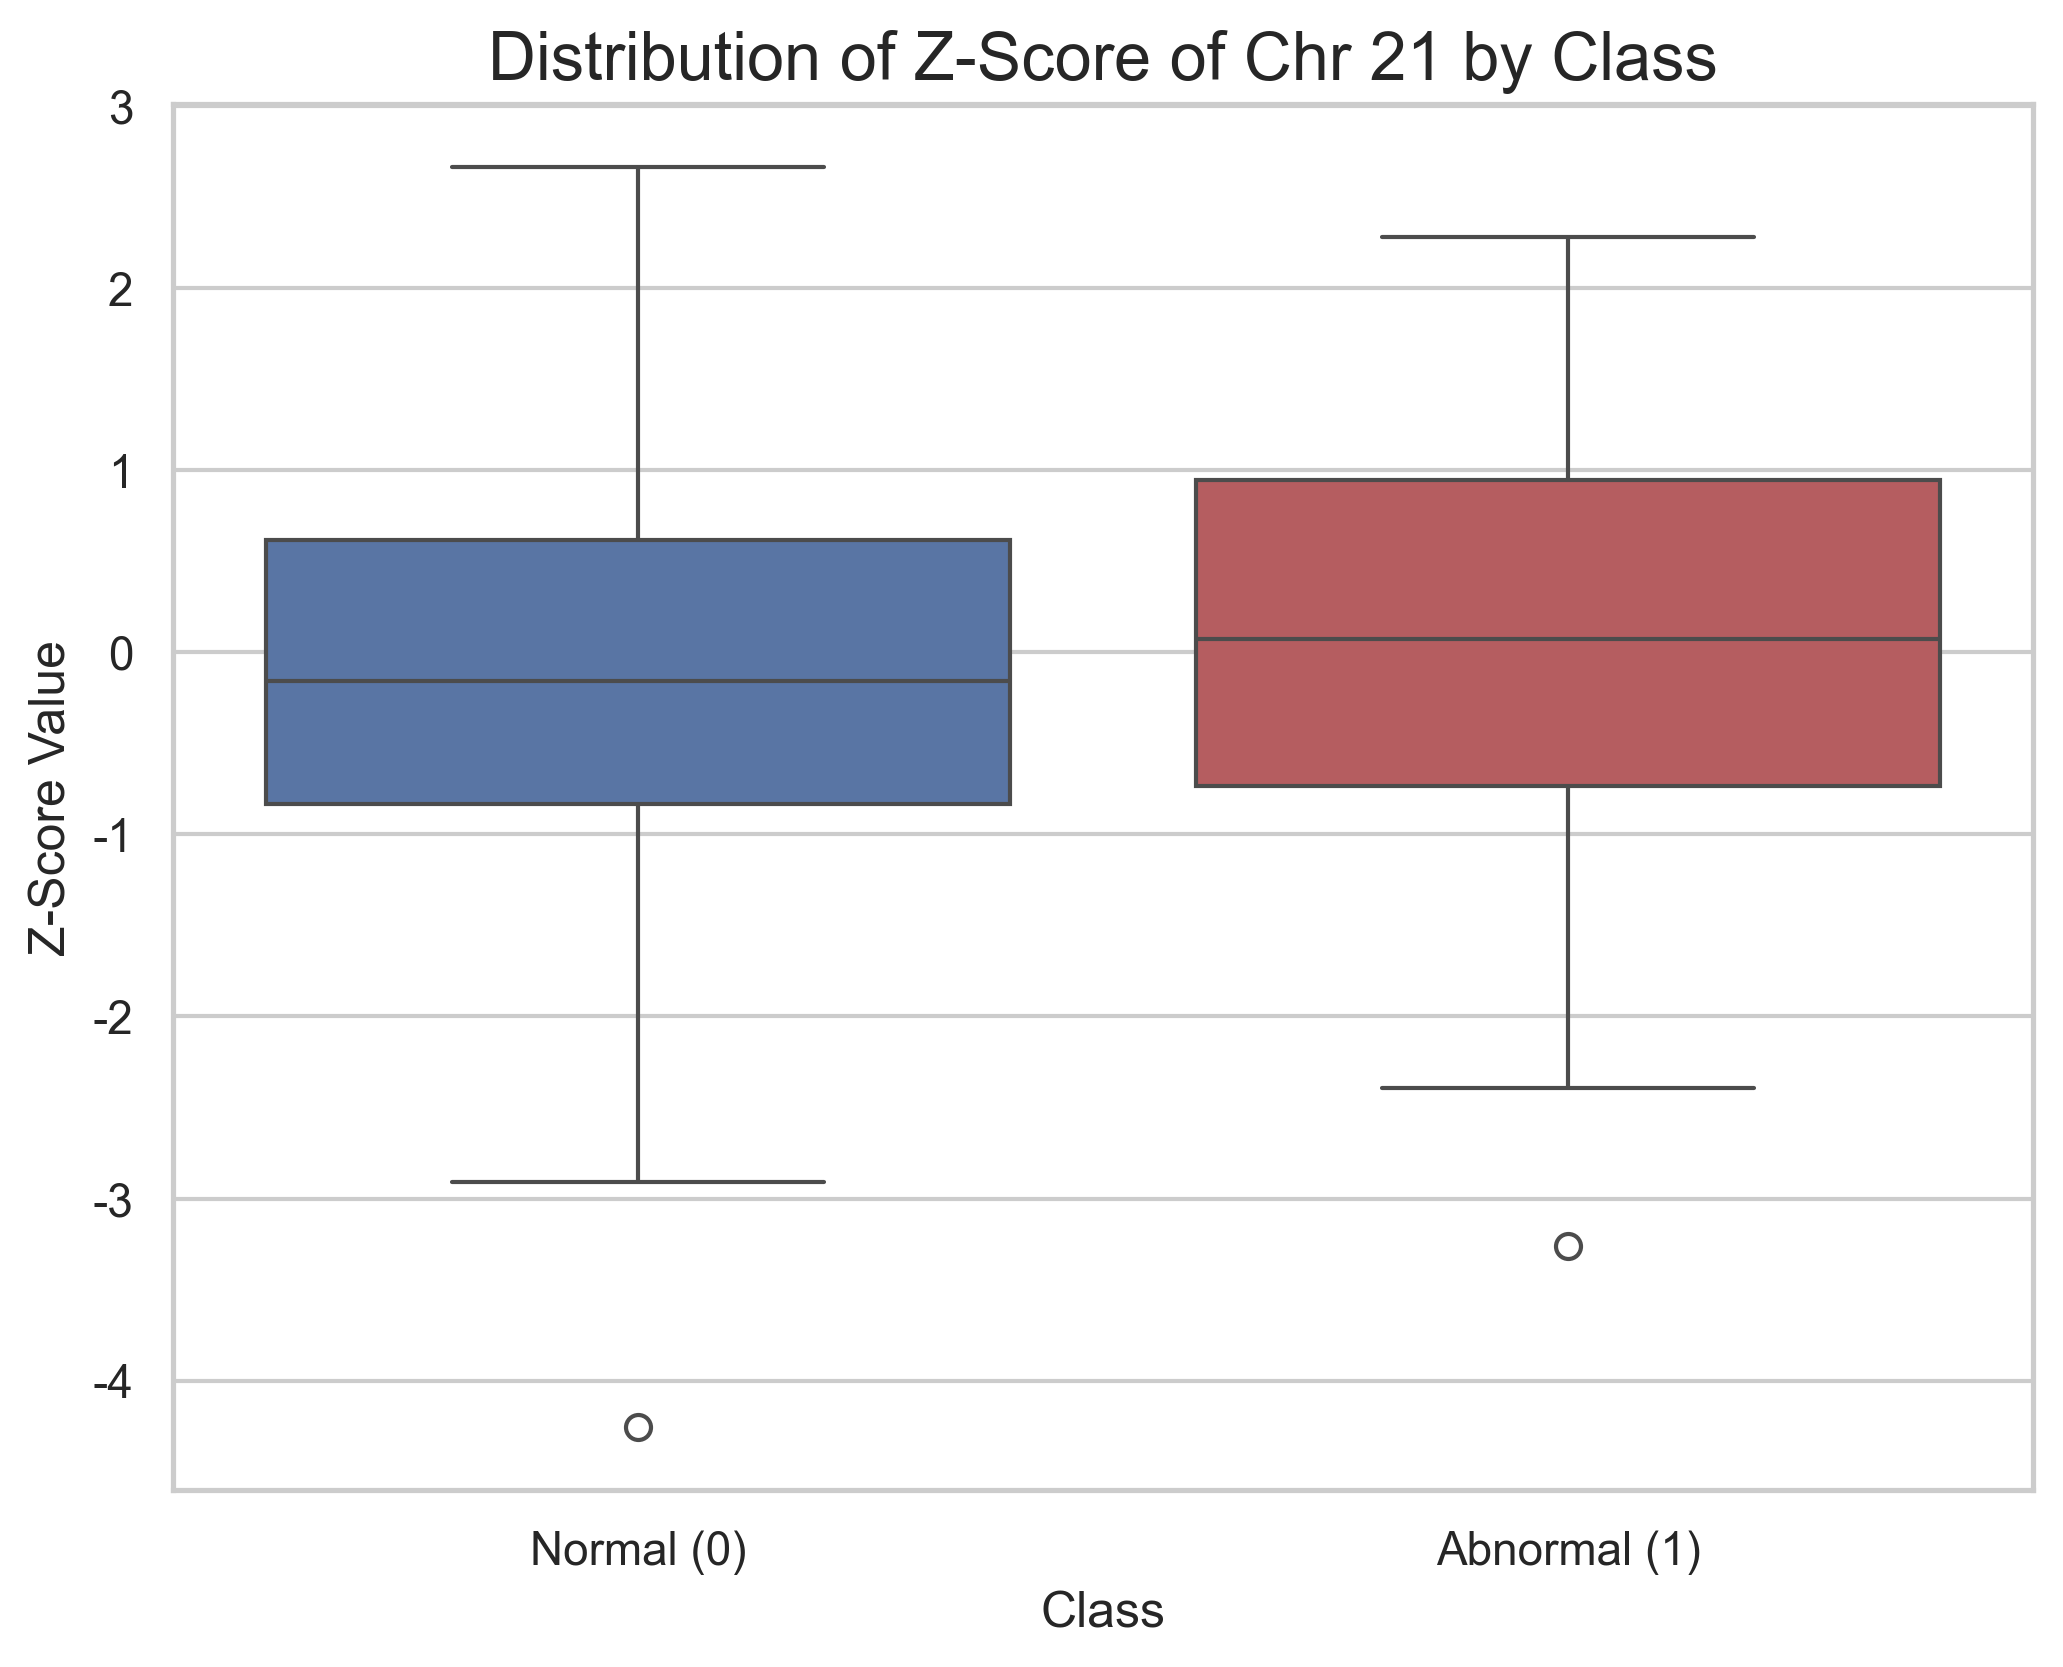 Distribution of Z-Score of Chr 21 by Class
3
2
1
0
-1
-2
-3
-4
Z-Score Value
Normal (0)
Abnormal (1)
Class